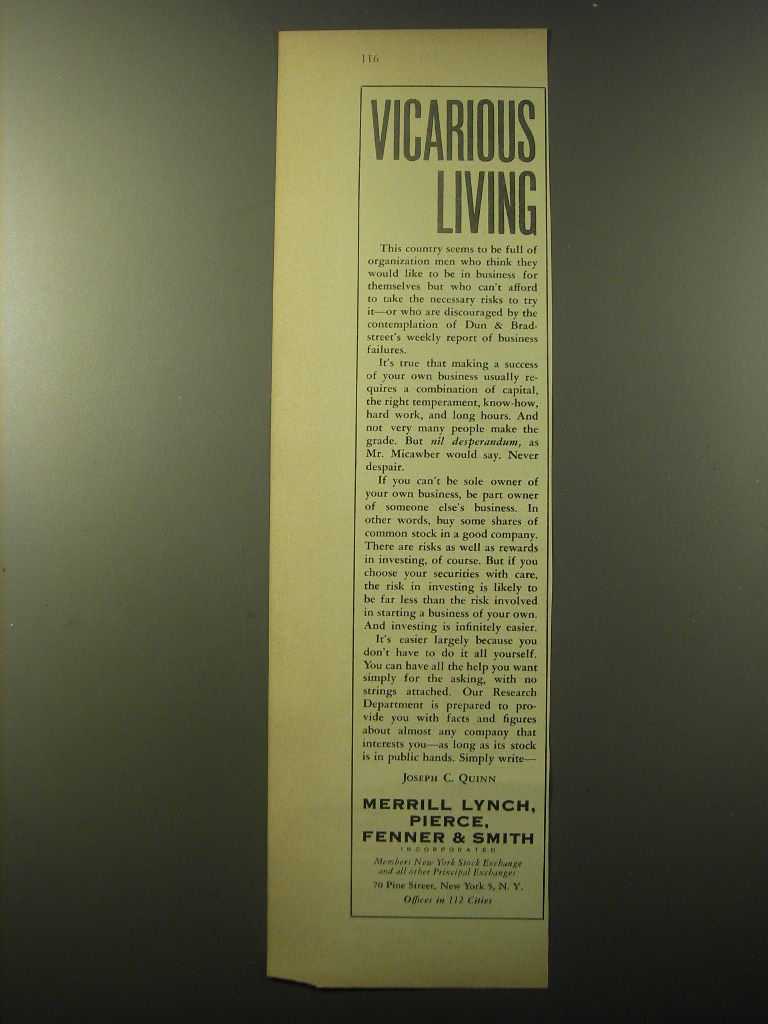 116
VICARIOUS
LIVING
This country seems to be full of
organization men who think they
would like to be in business for
themselves but who can't afford
to take the necessary risks to try
it—or who are discouraged by the
contemplation of Dun & Brad-
street's weekly report of business
failures.
It's true that making a success
of your own business usually re-
quires a combination of capital,
the right temperament, know-how,
hard work, and long hours. And
not very many people make the
grade. But nil desperandum, as
Mr. Micawber would say. Never
despair.
If you can't be sole owner of
your own business, be part owner
of someone else's business. In
other words, buy some shares of
common stock in a good company.
There are risks as well as rewards
in investing, of course. But if you
choose your securities with care,
the risk in investing is likely to
be far less than the risk involved
in starting a business of your own.
And investing is infinitely easier.
It's easier largely because you
don't have to do it all yourself.
You can have all the help you want
simply for the asking, with no
strings attached. Our Research
Department is prepared to pro-
vide you with facts and figures
about almost any company that
interests you—as long as its stock
is in public hands. Simply write—
JOSEPH C. QUINN
MERRILL LYNCH,
PIERCE,
FENNER & SMITH
INCORPORATED
Members New York Stock Exchange
and all other Principal Exchanges
70 Pine Street, New York 5, N. Y.
Offices in 112 Cities